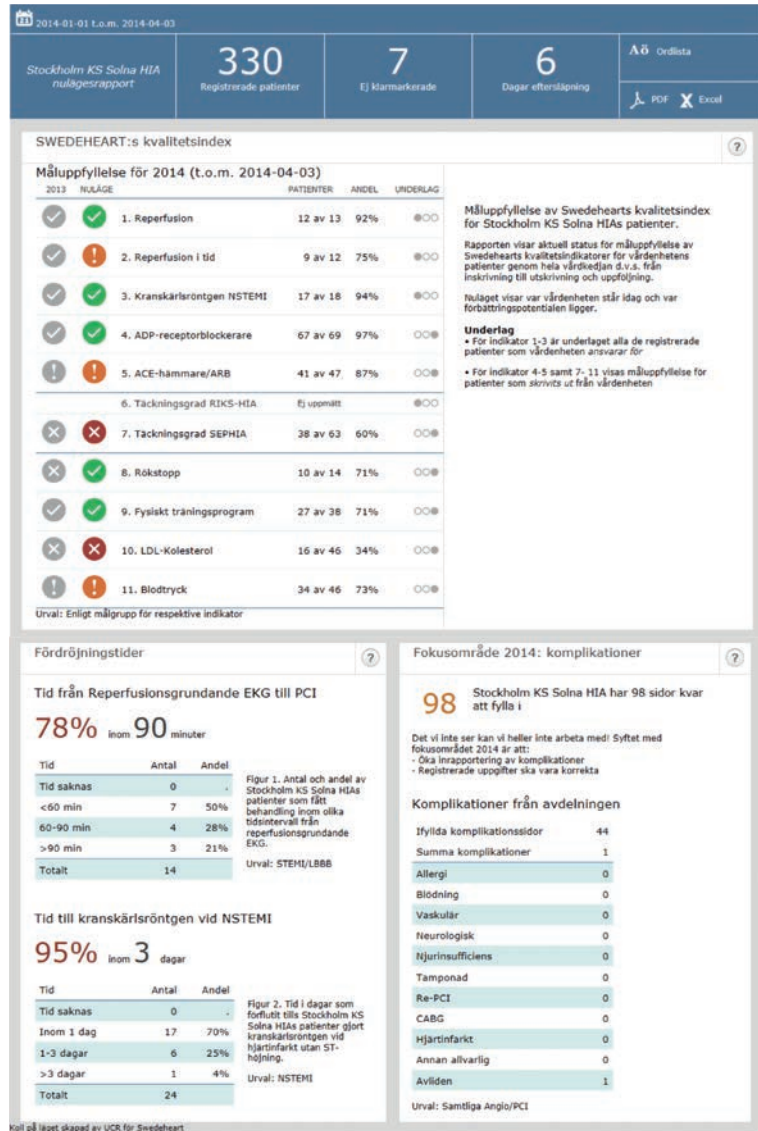 2014-01-01 t.o.m. 2014-04-03
Stockholm KS Solna HIA
nulägesrapport
330
Registrerade patienter
7
Ej klarmarkerade
6
Dagar eftersläpning
Aö Ordlista
PDF X Excel
SWEDEHEART:s kvalitetsindex
?
Måluppfyllelse för 2014 (t.o.m. 2014-04-03)
2013 NULÄGE PATIENTER ANDEL UNDERLAG
1. Reperfusion 12 av 13 92%
2. Reperfusion i tid 9 av 12 75%
3. Kranskärlsröntgen NSTEMI 17 av 18 94%
4. ADP-receptorblockerare 67 av 69 97%
5. ACE-hämmare/ARB 41 av 47 87%
6. Täckningsgrad RIKS-HIA Ej uppmätt
7. Täckningsgrad SEPHIA 38 av 63 60%
8. Rökstopp 10 av 14 71%
9. Fysiskt träningsprogram 27 av 38 71%
10. LDL-Kolesterol 16 av 46 34%
11. Blodtryck 34 av 46 73%
Urval: Enligt målgrupp för respektive indikator
Måluppfyllelse av Swedehearts kvalitetsindex
för Stockholm KS Solna HIAs patienter.
Rapporten visar aktuell status för måluppfyllelse av
Swedehearts kvalitetsindikatorer för vårdenhetens
patienter genom hela vårdkedjan d.v.s. från
inskrivning till utskrivning och uppföljning.
Nuläget visar var vårdenheten står idag och var
förbättringspotentialen ligger.
Underlag
• För indikator 1-3 är underlaget alla de registrerade
patienter som vårdenheten ansvarar för
• För indikator 4-5 samt 7- 11 visas måluppfyllelse för
patienter som skrivits ut från vårdenheten
Fördröjningstider
?
Tid från Reperfusionsgrundande EKG till PCI
78% inom 90 minuter
Tid Antal Andel
Tid saknas 0 .
<60 min 7 50%
60-90 min 4 28%
>90 min 3 21%
Totalt 14
Figur 1. Antal och andel av
Stockholm KS Solna HIAs
patienter som fått
behandling inom olika
tidsintervall från
reperfusionsgrundande
EKG.
Urval: STEMI/LBBB
Tid till kranskärlsröntgen vid NSTEMI
95% inom 3 dagar
Tid Antal Andel
Tid saknas 0 .
Inom 1 dag 17 70%
1-3 dagar 6 25%
>3 dagar 1 4%
Totalt 24
Figur 2. Tid i dagar som
förflutit tills Stockholm KS
Solna HIAs patienter gjort
kranskärlsröntgen vid
hjärtinfarkt utan ST-
höjning.
Urval: NSTEMI
Fokusområde 2014: komplikationer
?
98 Stockholm KS Solna HIA har 98 sidor kvar
att fylla i
Det vi inte ser kan vi heller inte arbeta med! Syftet med
fokusområdet 2014 är att:
- Öka inrapportering av komplikationer
- Registrerade uppgifter ska vara korrekta
Komplikationer från avdelningen
Ifyllda komplikationssidor 44
Summa komplikationer 1
Allergi 0
Blödning 0
Vaskulär 0
Neurologisk 0
Njurinsufficiens 0
Tamponad 0
Re-PCI 0
CABG 0
Hjärtinfarkt 0
Annan allvarlig 0
Avliden 1
Urval: Samtliga Angio/PCI
Koll på läget skapad av UCR för Swedeheart